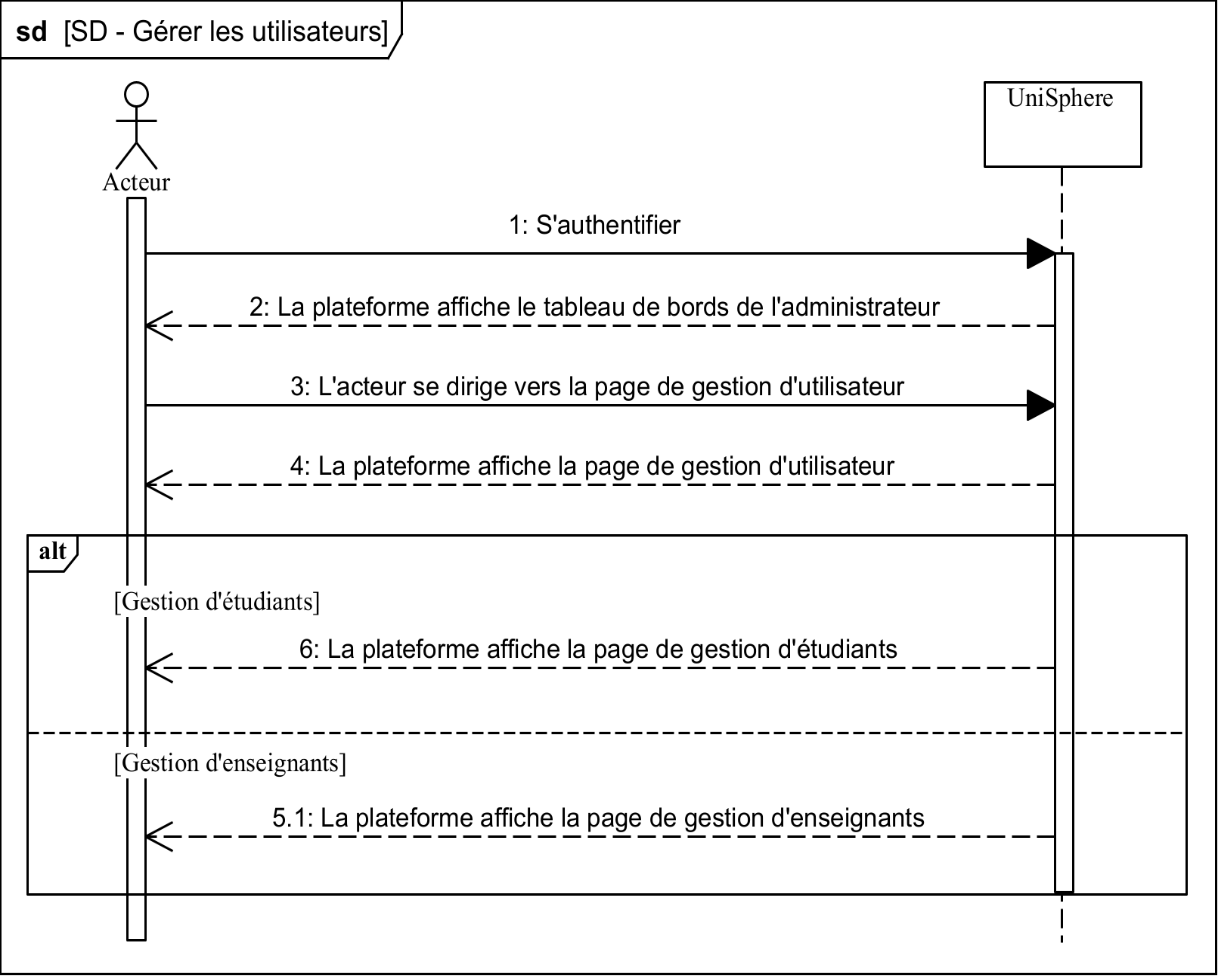 sd [SD - Gérer les utilisateurs]
UniSphere
Acteur
1: S'authentifier
2: La plateforme affiche le tableau de bords de l'administrateur
3: L'acteur se dirige vers la page de gestion d'utilisateur
4: La plateforme affiche la page de gestion d'utilisateur
alt
[Gestion d'étudiants]
6: La plateforme affiche la page de gestion d'étudiants
[Gestion d'enseignants]
5.1: La plateforme affiche la page de gestion d'enseignants